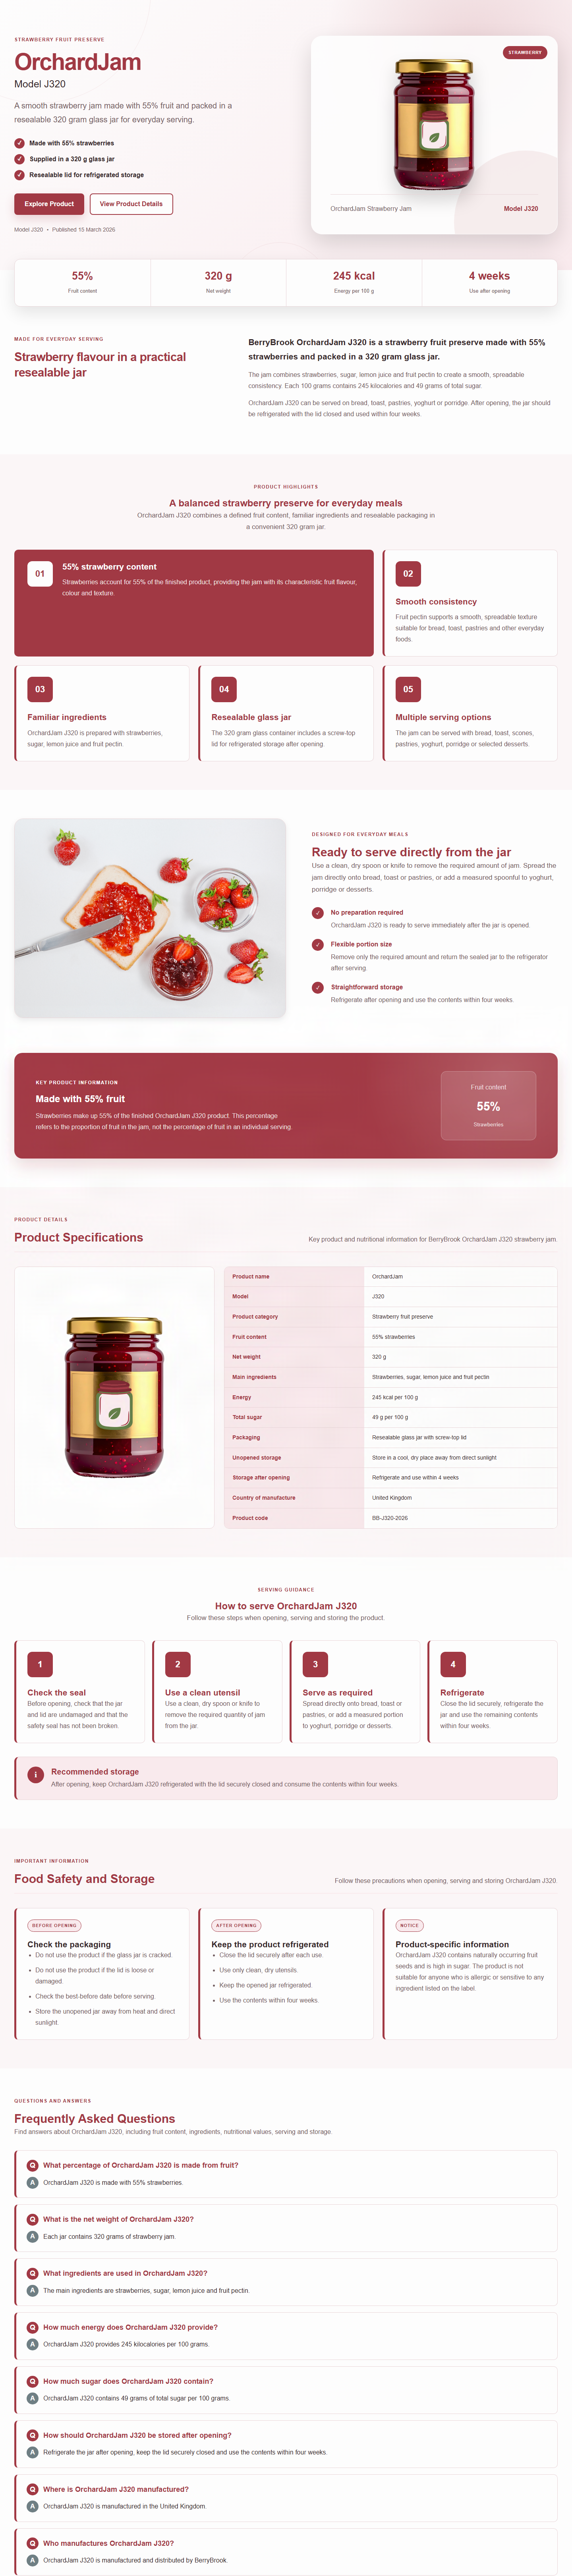 STRAWBERRY FRUIT PRESERVE
OrchardJam
Model J320
A smooth strawberry jam made with 55% fruit and packed in a
resealable 320 gram glass jar for everyday serving.
Made with 55% strawberries
Supplied in a 320 g glass jar
Resealable lid for refrigerated storage
Explore Product
View Product Details
Model J320 • Published 15 March 2026
STRAWBERRY
OrchardJam Strawberry Jam
Model J320
55%
Fruit content
320 g
Net weight
245 kcal
Energy per 100 g
4 weeks
Use after opening
MADE FOR EVERYDAY SERVING
Strawberry flavour in a practical
resealable jar
BerryBrook OrchardJam J320 is a strawberry fruit preserve made with 55%
strawberries and packed in a 320 gram glass jar.
The jam combines strawberries, sugar, lemon juice and fruit pectin to create a smooth, spreadable
consistency. Each 100 grams contains 245 kilocalories and 49 grams of total sugar.
OrchardJam J320 can be served on bread, toast, pastries, yoghurt or porridge. After opening, the jar should
be refrigerated with the lid closed and used within four weeks.
PRODUCT HIGHLIGHTS
A balanced strawberry preserve for everyday meals
OrchardJam J320 combines a defined fruit content, familiar ingredients and resealable packaging in
a convenient 320 gram jar.
01
55% strawberry content
Strawberries account for 55% of the finished product, providing the jam with its characteristic fruit flavour,
colour and texture.
02
Smooth consistency
Fruit pectin supports a smooth, spreadable texture
suitable for bread, toast, pastries and other everyday
foods.
03
Familiar ingredients
OrchardJam J320 is prepared with strawberries,
sugar, lemon juice and fruit pectin.
04
Resealable glass jar
The 320 gram glass container includes a screw-top
lid for refrigerated storage after opening.
05
Multiple serving options
The jam can be served with bread, toast, scones,
pastries, yoghurt, porridge or selected desserts.
DESIGNED FOR EVERYDAY MEALS
Ready to serve directly from the jar
Use a clean, dry spoon or knife to remove the required amount of jam. Spread the
jam directly onto bread, toast or pastries, or add a measured spoonful to yoghurt,
porridge or desserts.
No preparation required
OrchardJam J320 is ready to serve immediately after the jar is opened.
Flexible portion size
Remove only the required amount and return the sealed jar to the refrigerator
after serving.
Straightforward storage
Refrigerate after opening and use the contents within four weeks.
KEY PRODUCT INFORMATION
Made with 55% fruit
Strawberries make up 55% of the finished OrchardJam J320 product. This percentage
refers to the proportion of fruit in the jam, not the percentage of fruit in an individual serving.
Fruit content
55%
Strawberries
PRODUCT DETAILS
Product Specifications
Key product and nutritional information for BerryBrook OrchardJam J320 strawberry jam.
Product name OrchardJam
Model J320
Product category Strawberry fruit preserve
Fruit content 55% strawberries
Net weight 320 g
Main ingredients Strawberries, sugar, lemon juice and fruit pectin
Energy 245 kcal per 100 g
Total sugar 49 g per 100 g
Packaging Resealable glass jar with screw-top lid
Unopened storage Store in a cool, dry place away from direct sunlight
Storage after opening Refrigerate and use within 4 weeks
Country of manufacture United Kingdom
Product code BB-J320-2026
SERVING GUIDANCE
How to serve OrchardJam J320
Follow these steps when opening, serving and storing the product.
1
Check the seal
Before opening, check that the jar
and lid are undamaged and that the
safety seal has not been broken.
2
Use a clean utensil
Use a clean, dry spoon or knife to
remove the required quantity of jam
from the jar.
3
Serve as required
Spread directly onto bread, toast or
pastries, or add a measured portion
to yoghurt, porridge or desserts.
4
Refrigerate
Close the lid securely, refrigerate the
jar and use the remaining contents
within four weeks.
i
Recommended storage
After opening, keep OrchardJam J320 refrigerated with the lid securely closed and consume the contents within four weeks.
IMPORTANT INFORMATION
Food Safety and Storage
Follow these precautions when opening, serving and storing OrchardJam J320.
BEFORE OPENING
Check the packaging
• Do not use the product if the glass jar is cracked.
• Do not use the product if the lid is loose or
damaged.
• Check the best-before date before serving.
• Store the unopened jar away from heat and direct
sunlight.
AFTER OPENING
Keep the product refrigerated
• Close the lid securely after each use.
• Use only clean, dry utensils.
• Keep the opened jar refrigerated.
• Use the contents within four weeks.
NOTICE
Product-specific information
OrchardJam J320 contains naturally occurring fruit
seeds and is high in sugar. The product is not
suitable for anyone who is allergic or sensitive to any
ingredient listed on the label.
QUESTIONS AND ANSWERS
Frequently Asked Questions
Find answers about OrchardJam J320, including fruit content, ingredients, nutritional values, serving and storage.
Q What percentage of OrchardJam J320 is made from fruit?
A OrchardJam J320 is made with 55% strawberries.
Q What is the net weight of OrchardJam J320?
A Each jar contains 320 grams of strawberry jam.
Q What ingredients are used in OrchardJam J320?
A The main ingredients are strawberries, sugar, lemon juice and fruit pectin.
Q How much energy does OrchardJam J320 provide?
A OrchardJam J320 provides 245 kilocalories per 100 grams.
Q How much sugar does OrchardJam J320 contain?
A OrchardJam J320 contains 49 grams of total sugar per 100 grams.
Q How should OrchardJam J320 be stored after opening?
A Refrigerate the jar after opening, keep the lid securely closed and use the contents within four weeks.
Q Where is OrchardJam J320 manufactured?
A OrchardJam J320 is manufactured in the United Kingdom.
Q Who manufactures OrchardJam J320?
A OrchardJam J320 is manufactured and distributed by BerryBrook.